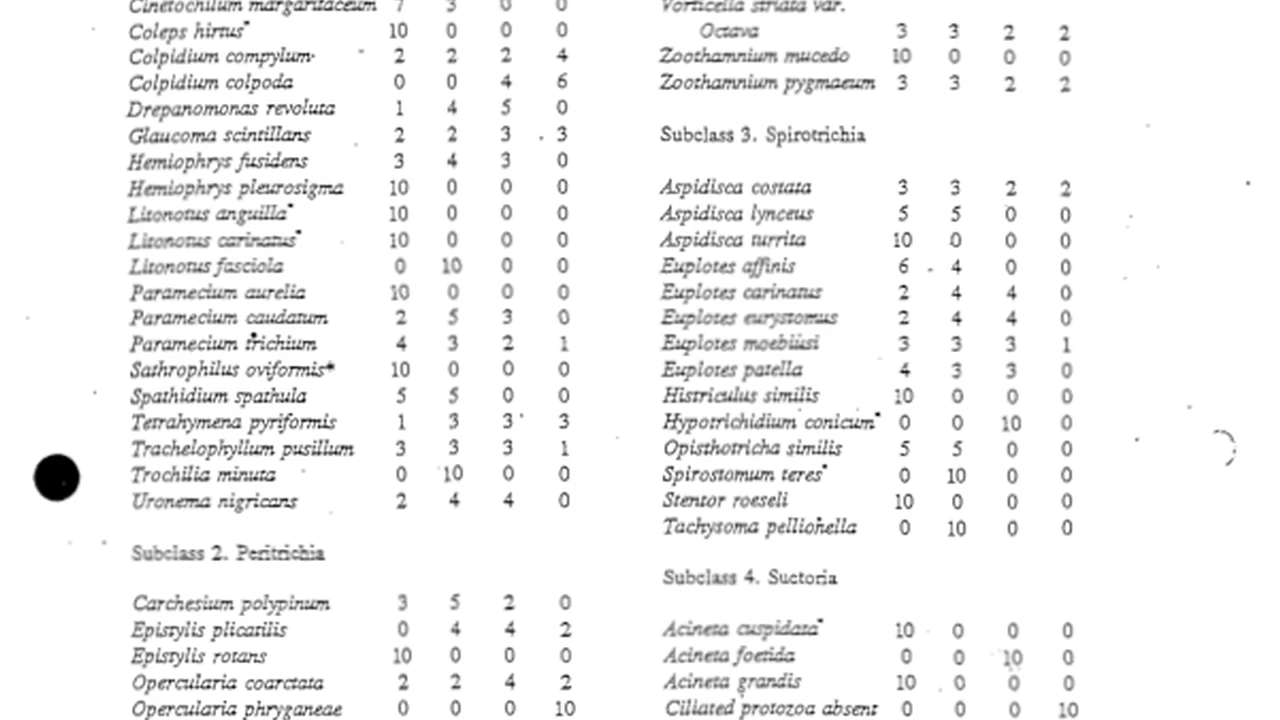 Cinetochilum margaritaceum 7 3 0 0
Coleps hirtus* 10 0 0 0
Colpidium compylum 2 2 2 4
Colpidium colpoda 0 0 4 6
Drepanomonas revoluta 1 4 5 0
Glaucoma scintillans 2 2 3 3
Hemiophrys fusidens 3 4 3 0
Hemiophrys pleurosigma 10 0 0 0
Litonotus anguilla* 10 0 0 0
Litonotus carinatus* 10 0 0 0
Litonotus fasciola 0 10 0 0
Paramecium aurelia 10 0 0 0
Paramecium caudatum 2 5 3 0
Paramecium trichium 4 3 2 1
Sathrophilus oviformis* 10 0 0 0
Spathidium spathula 5 5 0 0
Tetrahymena pyriformis 1 3 3 3
Trachelophyllum pusillum 3 3 3 1
Trochilia minuta 0 10 0 0
Uronema nigricans 2 4 4 0
Subclass 2. Peritrichia
Carchesium polypinum 3 5 2 0
Epistylis plicatilis 0 4 4 2
Epistylis rotans 10 0 0 0
Opercularia coarctata 2 2 4 2
Opercularia phryganeae 0 0 0 10
Vorticella striata var.
Octava 3 3 2 2
Zoothamnium mucedo 10 0 0 0
Zoothamnium pygmaeum 3 3 2 2
Subclass 3. Spirotrichia
Aspidisca costata 3 3 2 2
Aspidisca lynceus 5 5 0 0
Aspidisca turrita 10 0 0 0
Euplotes affinis 6 4 0 0
Euplotes carinatus 2 4 4 0
Euplotes eurystomus 2 4 4 0
Euplotes moebiusi 3 3 3 1
Euplotes patella 4 3 3 0
Histriculus similis 10 0 0 0
Hypotrichidium conicum* 0 0 10 0
Opisthotricha similis 5 5 0 0
Spirostomum teres* 0 10 0 0
Stentor roeseli 10 0 0 0
Tachysoma pellionella 0 10 0 0
Subclass 4. Suctoria
Acineta cuspidata* 10 0 0 0
Acineta foetida 0 0 10 0
Acineta grandis 10 0 0 0
Ciliated protozoa absent 0 0 0 10